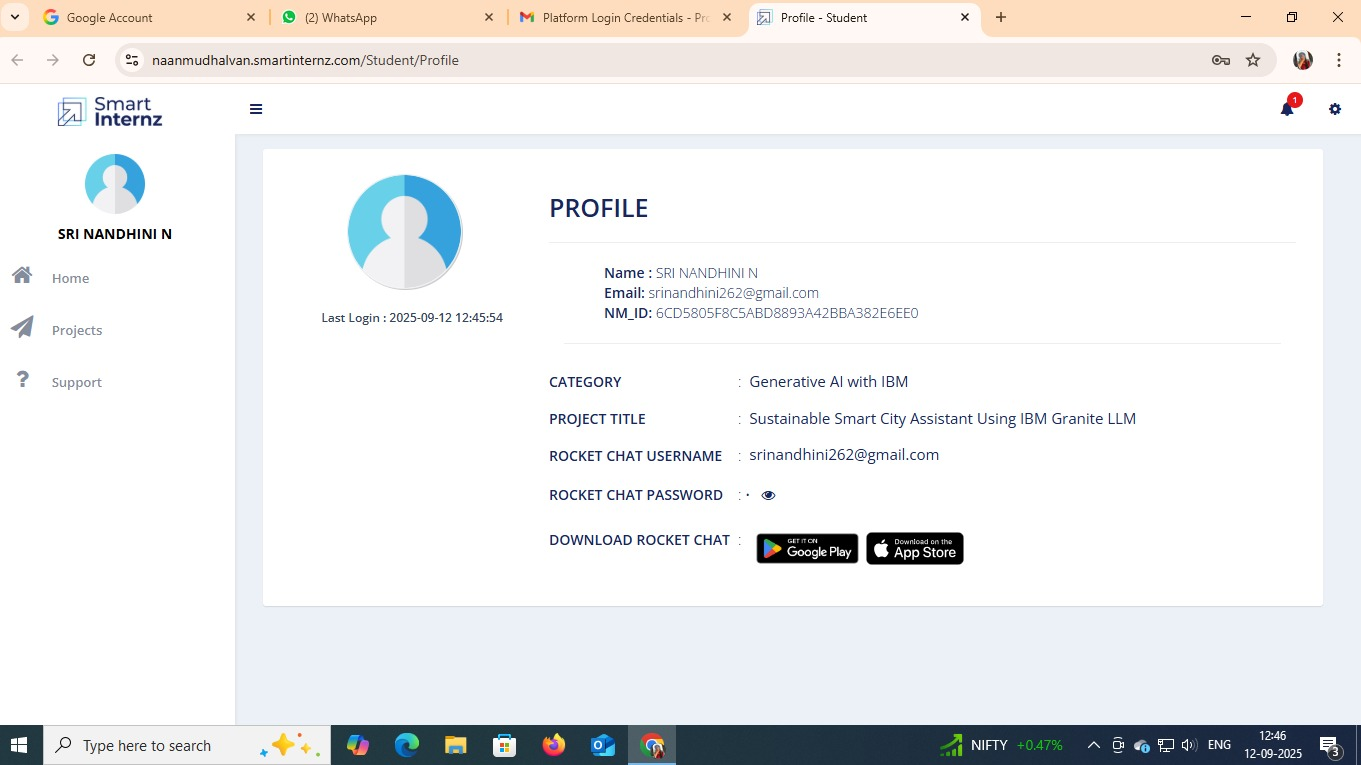 Google Account
(2) WhatsApp
Platform Login Credentials - Pro
Profile - Student
naanmudhalvan.smartinternz.com/Student/Profile
Smart
Internz
1
SRI NANDHINI N
Home
Projects
Support
Last Login : 2025-09-12 12:45:54
PROFILE
Name : SRI NANDHINI N
Email: srinandhini262@gmail.com
NM_ID: 6CD5805F8C5ABD8893A42BBA382E6EE0
CATEGORY : Generative AI with IBM
PROJECT TITLE : Sustainable Smart City Assistant Using IBM Granite LLM
ROCKET CHAT USERNAME : srinandhini262@gmail.com
ROCKET CHAT PASSWORD : ·
DOWNLOAD ROCKET CHAT :
GET IT ON
Google Play
Download on the
App Store
Type here to search
NIFTY +0.47%
ENG
12:46
12-09-2025
3